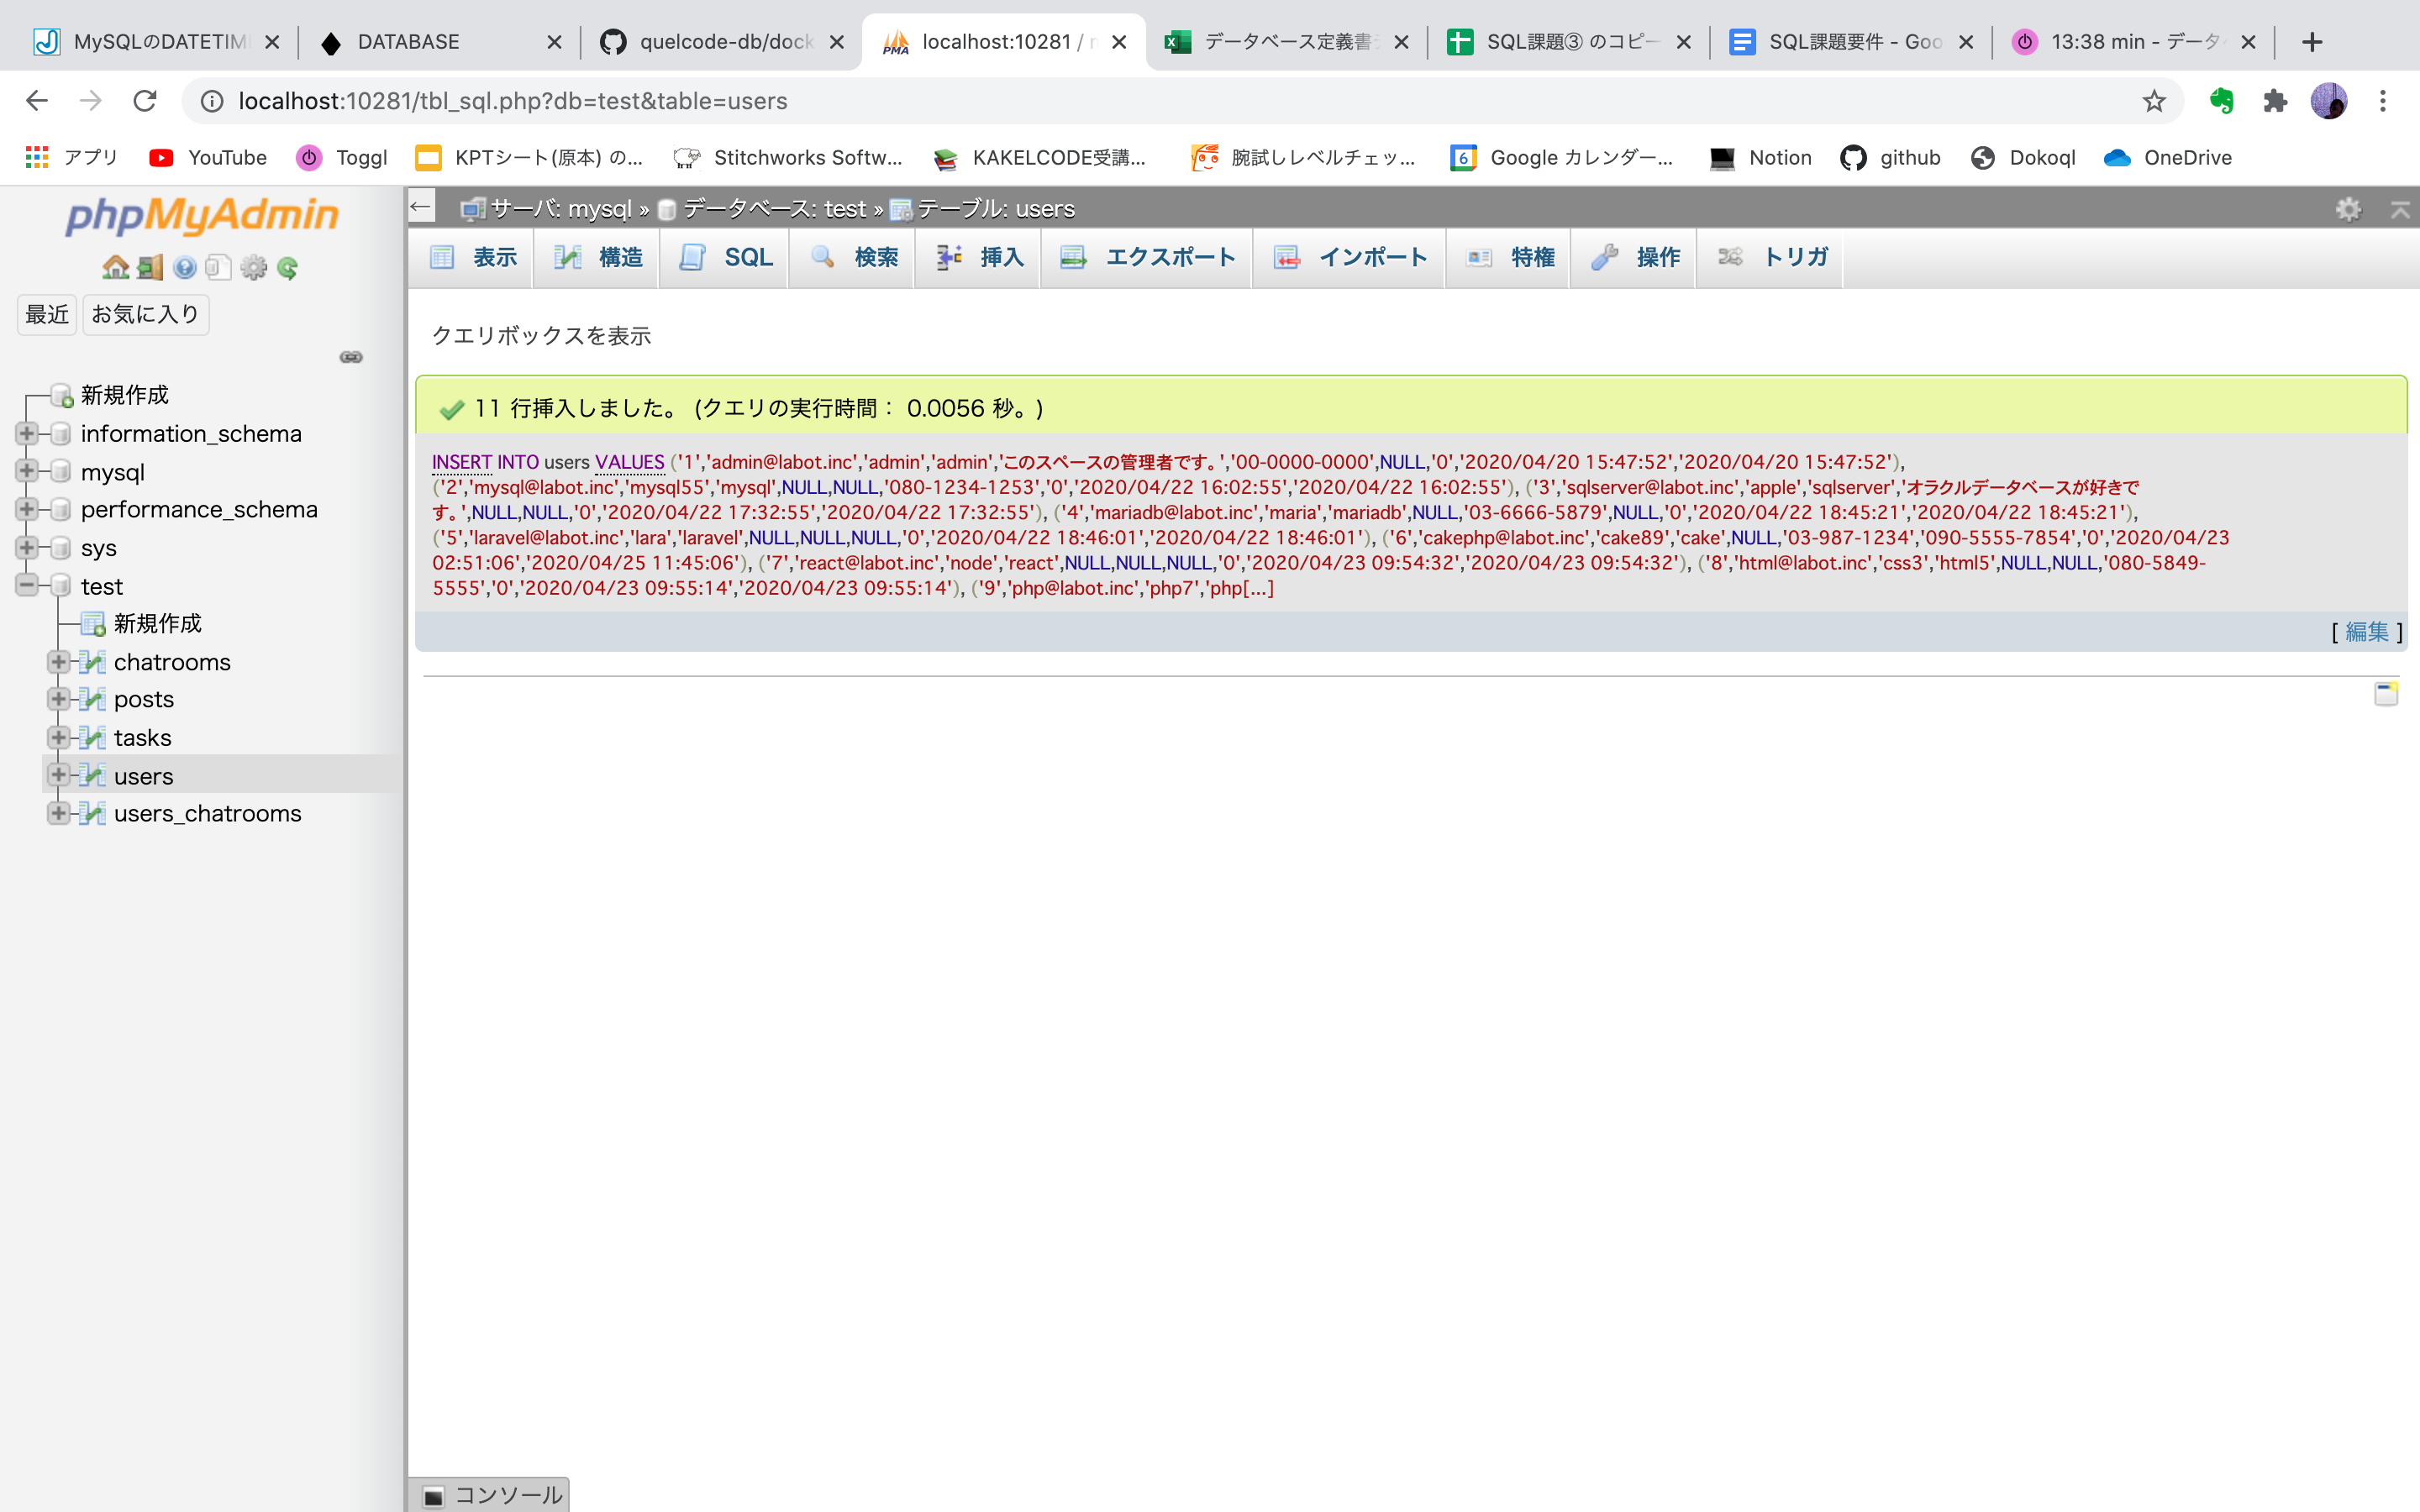 MySQLのDATETIM
DATABASE
quelcode-db/dock
localhost:10281 /
データベース定義書
SQL課題③ のコピー
SQL課題要件 - Goo
13:38 min - データ
localhost:10281/tbl_sql.php?db=test&table=users
アプリ
YouTube
Toggl
KPTシート(原本) の...
Stitchworks Softw...
KAKELCODE受講...
腕試しレベルチェッ...
6
Google カレンダー...
Notion
github
Dokoql
OneDrive
phpMyAdmin
最近
お気に入り
新規作成
information_schema
mysql
performance_schema
sys
test
新規作成
chatrooms
posts
tasks
users
users_chatrooms
サーバ: mysql » データベース: test » テーブル: users
表示
構造
SQL
検索
挿入
エクスポート
インポート
特権
操作
トリガ
クエリボックスを表示
11 行挿入しました。 (クエリの実行時間： 0.0056 秒。)
INSERT INTO users VALUES ('1','admin@labot.inc','admin','admin','このスペースの管理者です。','00-0000-0000',NULL,'0','2020/04/20 15:47:52','2020/04/20 15:47:52'),
('2','mysql@labot.inc','mysql55','mysql',NULL,NULL,'080-1234-1253','0','2020/04/22 16:02:55','2020/04/22 16:02:55'), ('3','sqlserver@labot.inc','apple','sqlserver','オラクルデータベースが好きで
す。',NULL,NULL,'0','2020/04/22 17:32:55','2020/04/22 17:32:55'), ('4','mariadb@labot.inc','maria','mariadb',NULL,'03-6666-5879',NULL,'0','2020/04/22 18:45:21','2020/04/22 18:45:21'),
('5','laravel@labot.inc','lara','laravel',NULL,NULL,NULL,'0','2020/04/22 18:46:01','2020/04/22 18:46:01'), ('6','cakephp@labot.inc','cake89','cake',NULL,'03-987-1234','090-5555-7854','0','2020/04/23
02:51:06','2020/04/25 11:45:06'), ('7','react@labot.inc','node','react',NULL,NULL,NULL,'0','2020/04/23 09:54:32','2020/04/23 09:54:32'), ('8','html@labot.inc','css3','html5',NULL,NULL,'080-5849-
5555','0','2020/04/23 09:55:14','2020/04/23 09:55:14'), ('9','php@labot.inc','php7','php[...]
[ 編集 ]
コンソール